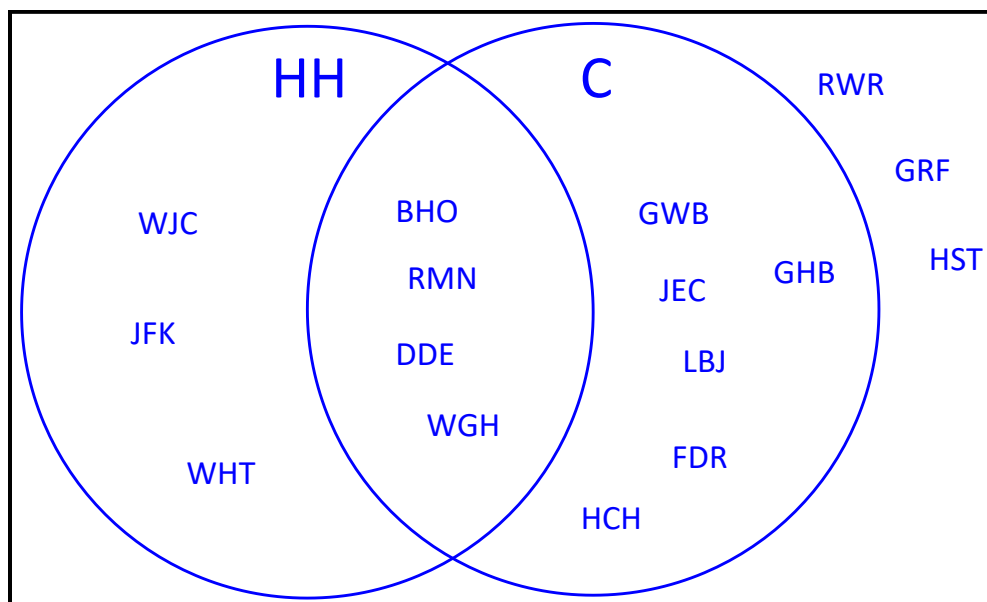 HH
C
RWR
GRF
HST
WJC
JFK
WHT
BHO
RMN
DDE
WGH
GWB
GHB
JEC
LBJ
FDR
HCH